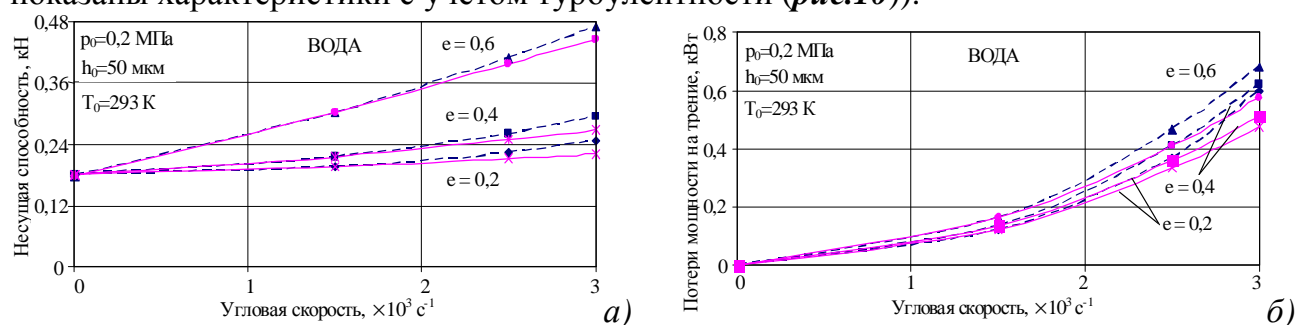 показаны характеристики с учетом турбулентности (рис.10)).
Несущая способность, кН
0,48
0,36
0,24
0,12
0
p₀=0,2 МПа
h₀=50 мкм
T₀=293 К
ВОДА
e = 0,6
e = 0,4
e = 0,2
0
1
2
3
Угловая скорость, ×10³ с⁻¹
а)
Потери мощности на трение, кВт
0,8
0,6
0,4
0,2
0
p₀=0,2 МПа
h₀=50 мкм
T₀=293 К
ВОДА
e = 0,6
e = 0,4
e = 0,2
0
1
2
3
Угловая скорость, ×10³ с⁻¹
б)